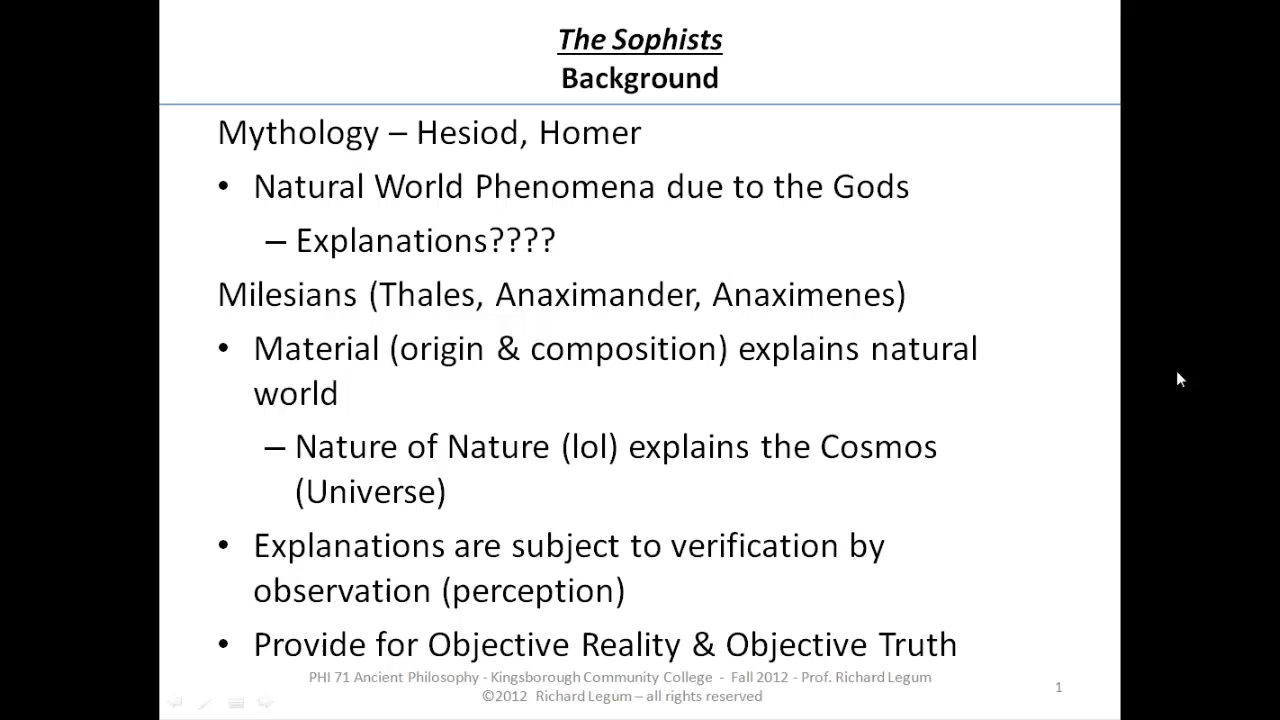 The Sophists
Background
Mythology – Hesiod, Homer
• Natural World Phenomena due to the Gods
– Explanations????
Milesians (Thales, Anaximander, Anaximenes)
• Material (origin & composition) explains natural
world
– Nature of Nature (lol) explains the Cosmos
(Universe)
• Explanations are subject to verification by
observation (perception)
• Provide for Objective Reality & Objective Truth
PHI 71 Ancient Philosophy - Kingsborough Community College - Fall 2012 - Prof. Richard Legum
©2012 Richard Legum – all rights reserved
1